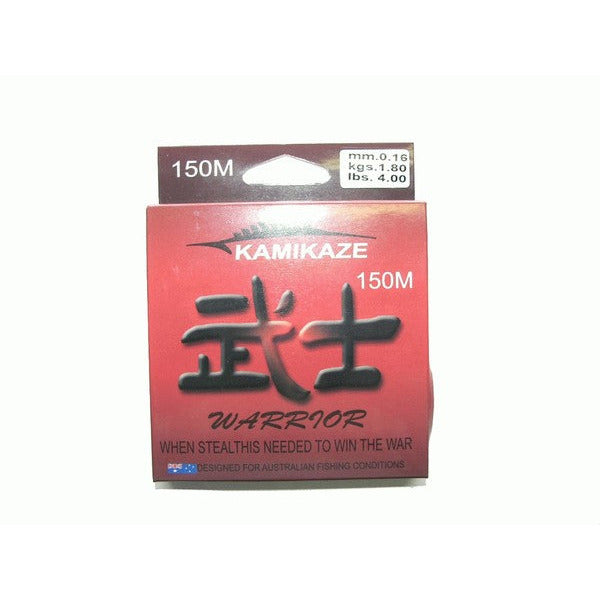 150M
mm.0.16
kgs.1.80
lbs. 4.00
KAMIKAZE
150M
武士
WARRIOR
WHEN STEALTHIS NEEDED TO WIN THE WAR
DESIGNED FOR AUSTRALIAN FISHING CONDITIONS